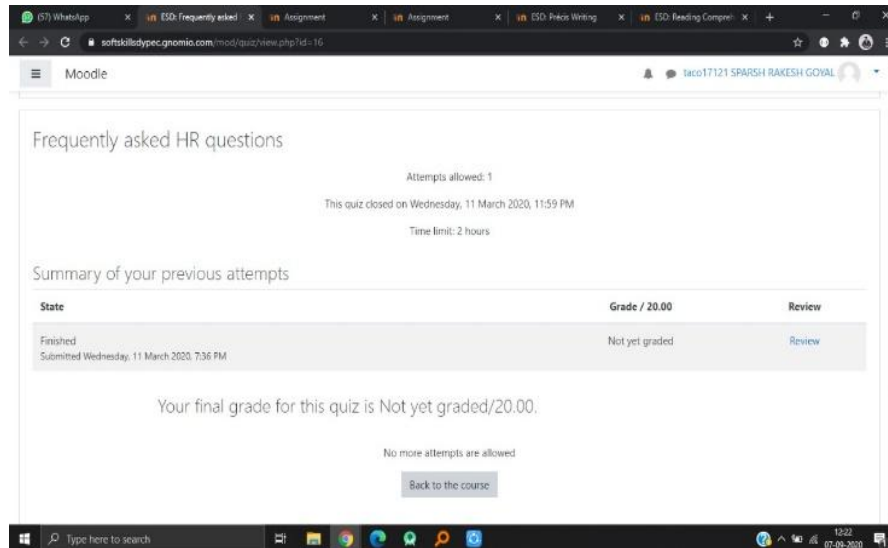 (57) WhatsApp
ESD: Frequently asked
Assignment
Assignment
ESD: Précis Writing
ESD: Reading Compreh
softskillsdypec.gnomio.com/mod/quiz/view.php?id=16
Moodle
taco17121 SPARSH RAKESH GOYAL
Frequently asked HR questions
Attempts allowed: 1
This quiz closed on Wednesday, 11 March 2020, 11:59 PM
Time limit: 2 hours
Summary of your previous attempts
State Grade / 20.00 Review
Finished Not yet graded Review
Submitted Wednesday, 11 March 2020, 7:36 PM
Your final grade for this quiz is Not yet graded/20.00.
No more attempts are allowed
Back to the course
Type here to search
12:22
07-09-2020